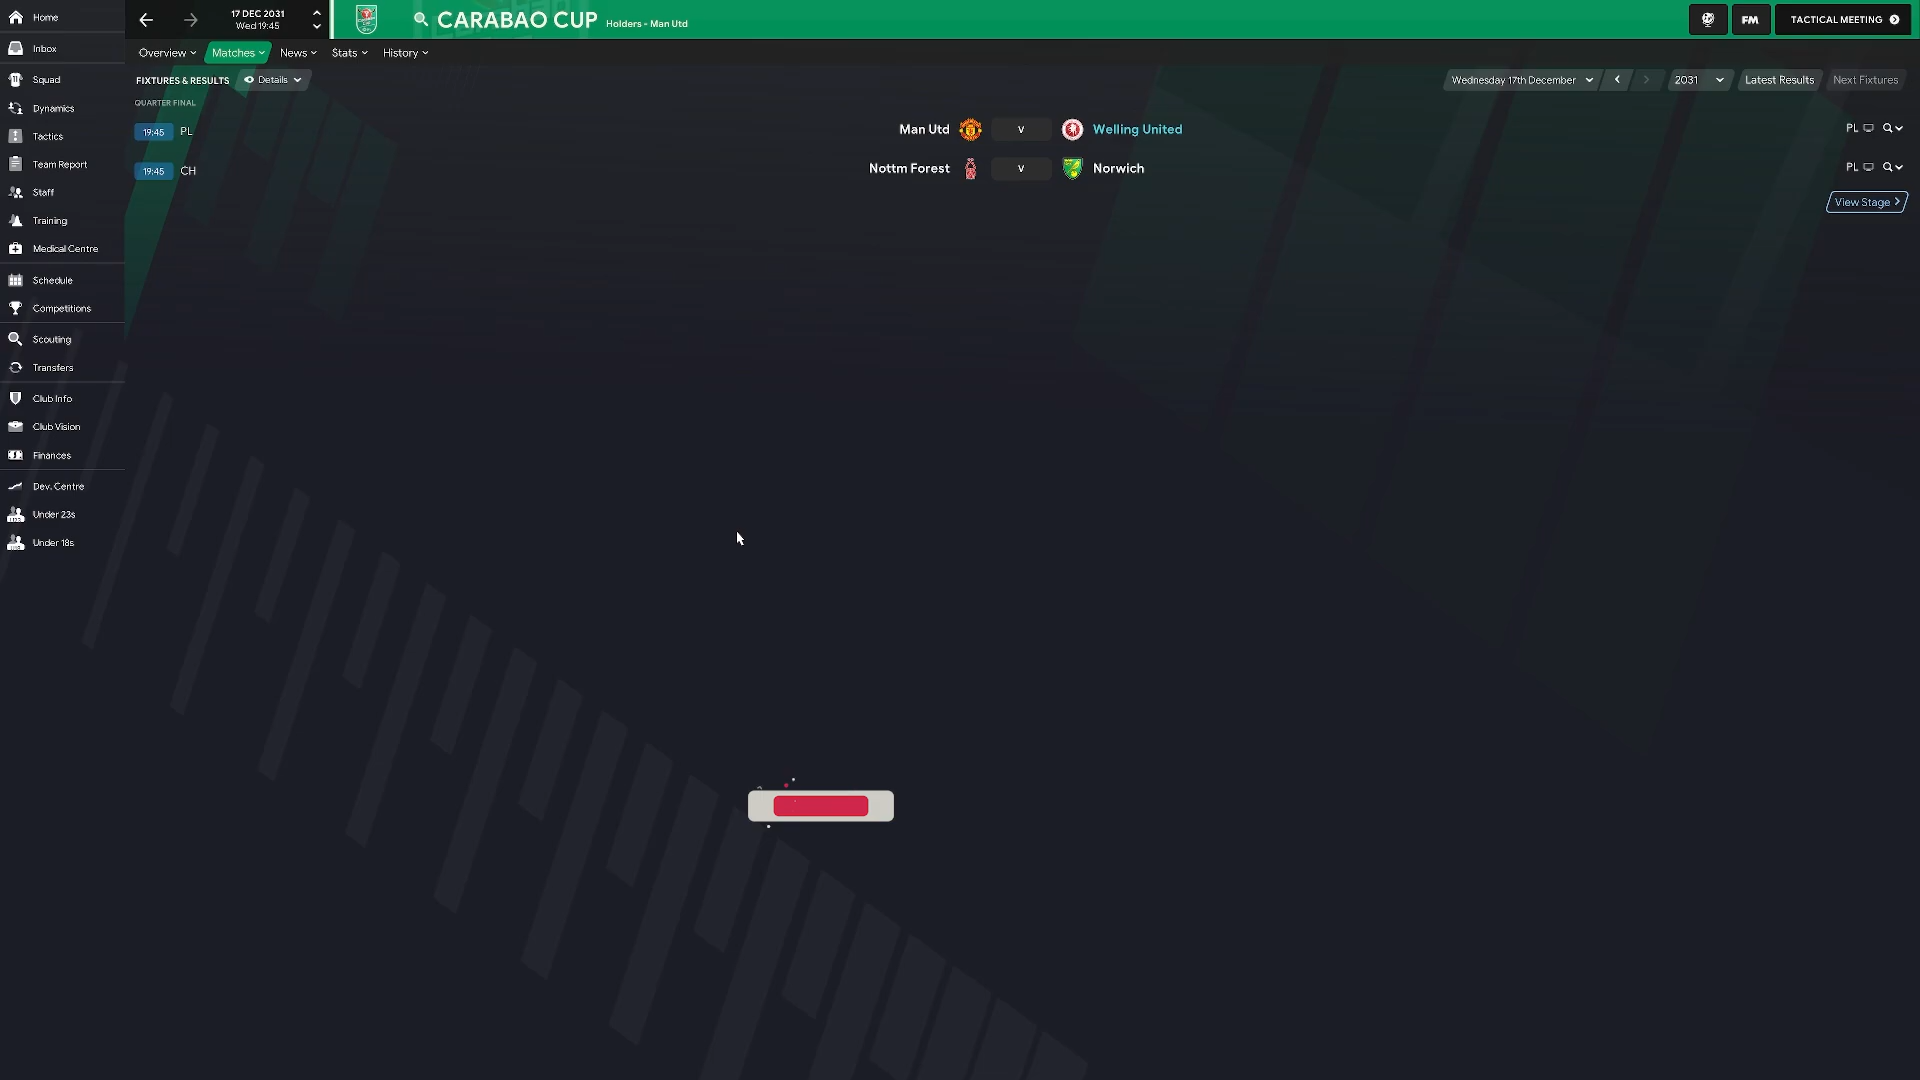 Home
Inbox
Squad
Dynamics
Tactics
Team Report
Staff
Training
Medical Centre
Schedule
Competitions
Scouting
Transfers
Club Info
Club Vision
Finances
Dev. Centre
Under 23s
Under 18s
17 DEC 2031
Wed 19:45
CARABAO CUP Holders - Man Utd
FM
TACTICAL MEETING
Overview Matches News Stats History
FIXTURES & RESULTS Details
Wednesday 17th December 2031 Latest Results Next Fixtures
QUARTER FINAL
19:45 PL Man Utd v Welling United PL
19:45 CH Nottm Forest v Norwich PL
View Stage